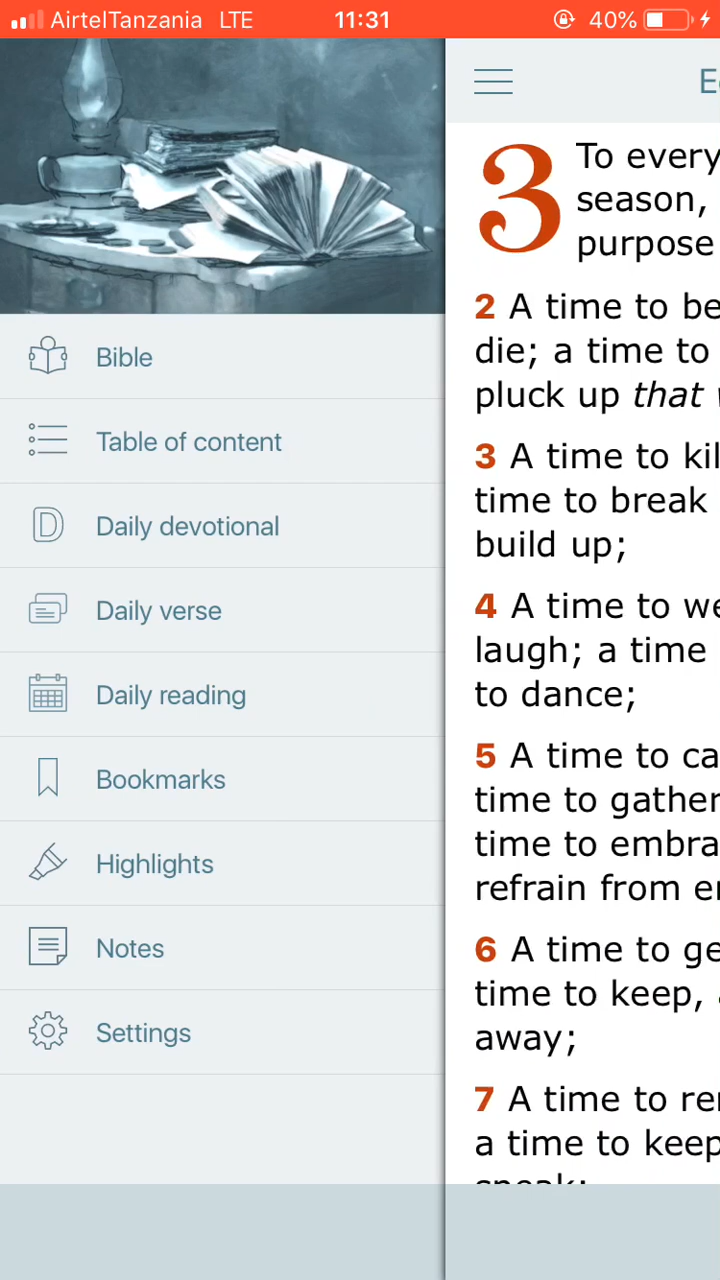 AirtelTanzania LTE 11:31 40%
Bible
Table of content
Daily devotional
Daily verse
Daily reading
Bookmarks
Highlights
Notes
Settings
3 To every
season,
purpose
2 A time to be
die; a time to
pluck up that
3 A time to kil
time to break
build up;
4 A time to we
laugh; a time
to dance;
5 A time to ca
time to gather
time to embra
refrain from e
6 A time to ge
time to keep,
away;
7 A time to re
a time to keep
speak;